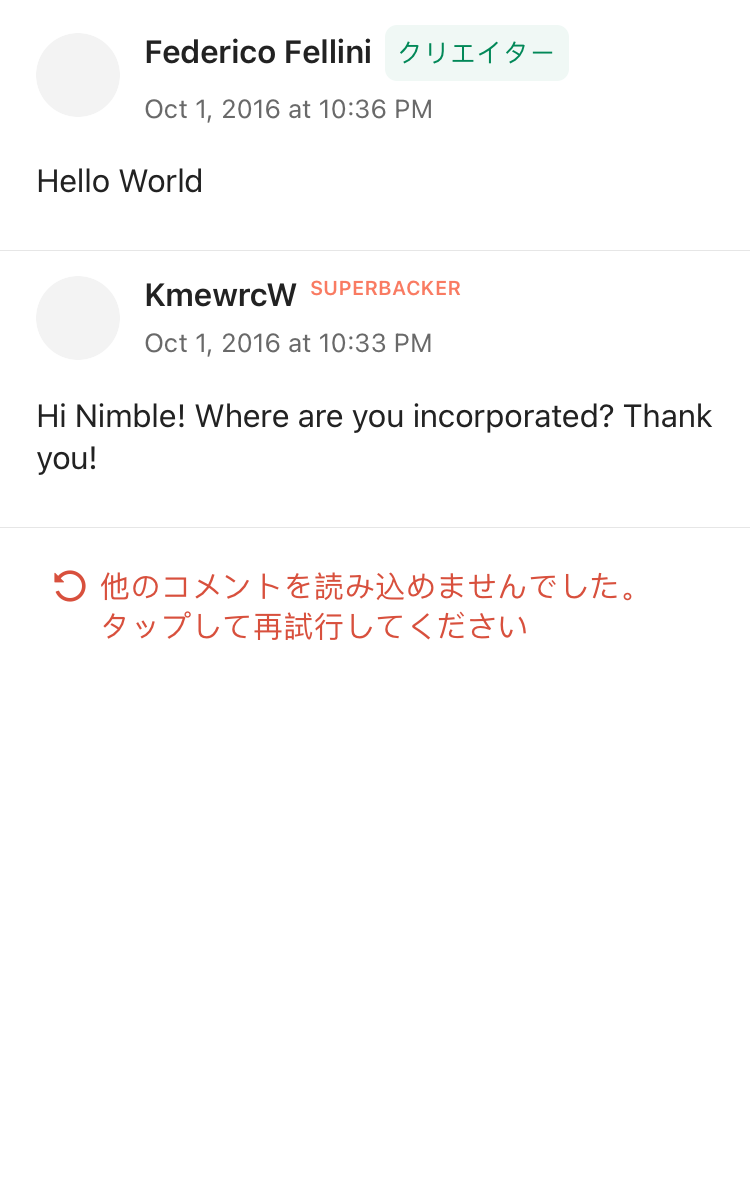 Federico Fellini クリエイター
Oct 1, 2016 at 10:36 PM
Hello World
KmewrcW SUPERBACKER
Oct 1, 2016 at 10:33 PM
Hi Nimble! Where are you incorporated? Thank
you!
他のコメントを読み込めませんでした。
タップして再試行してください